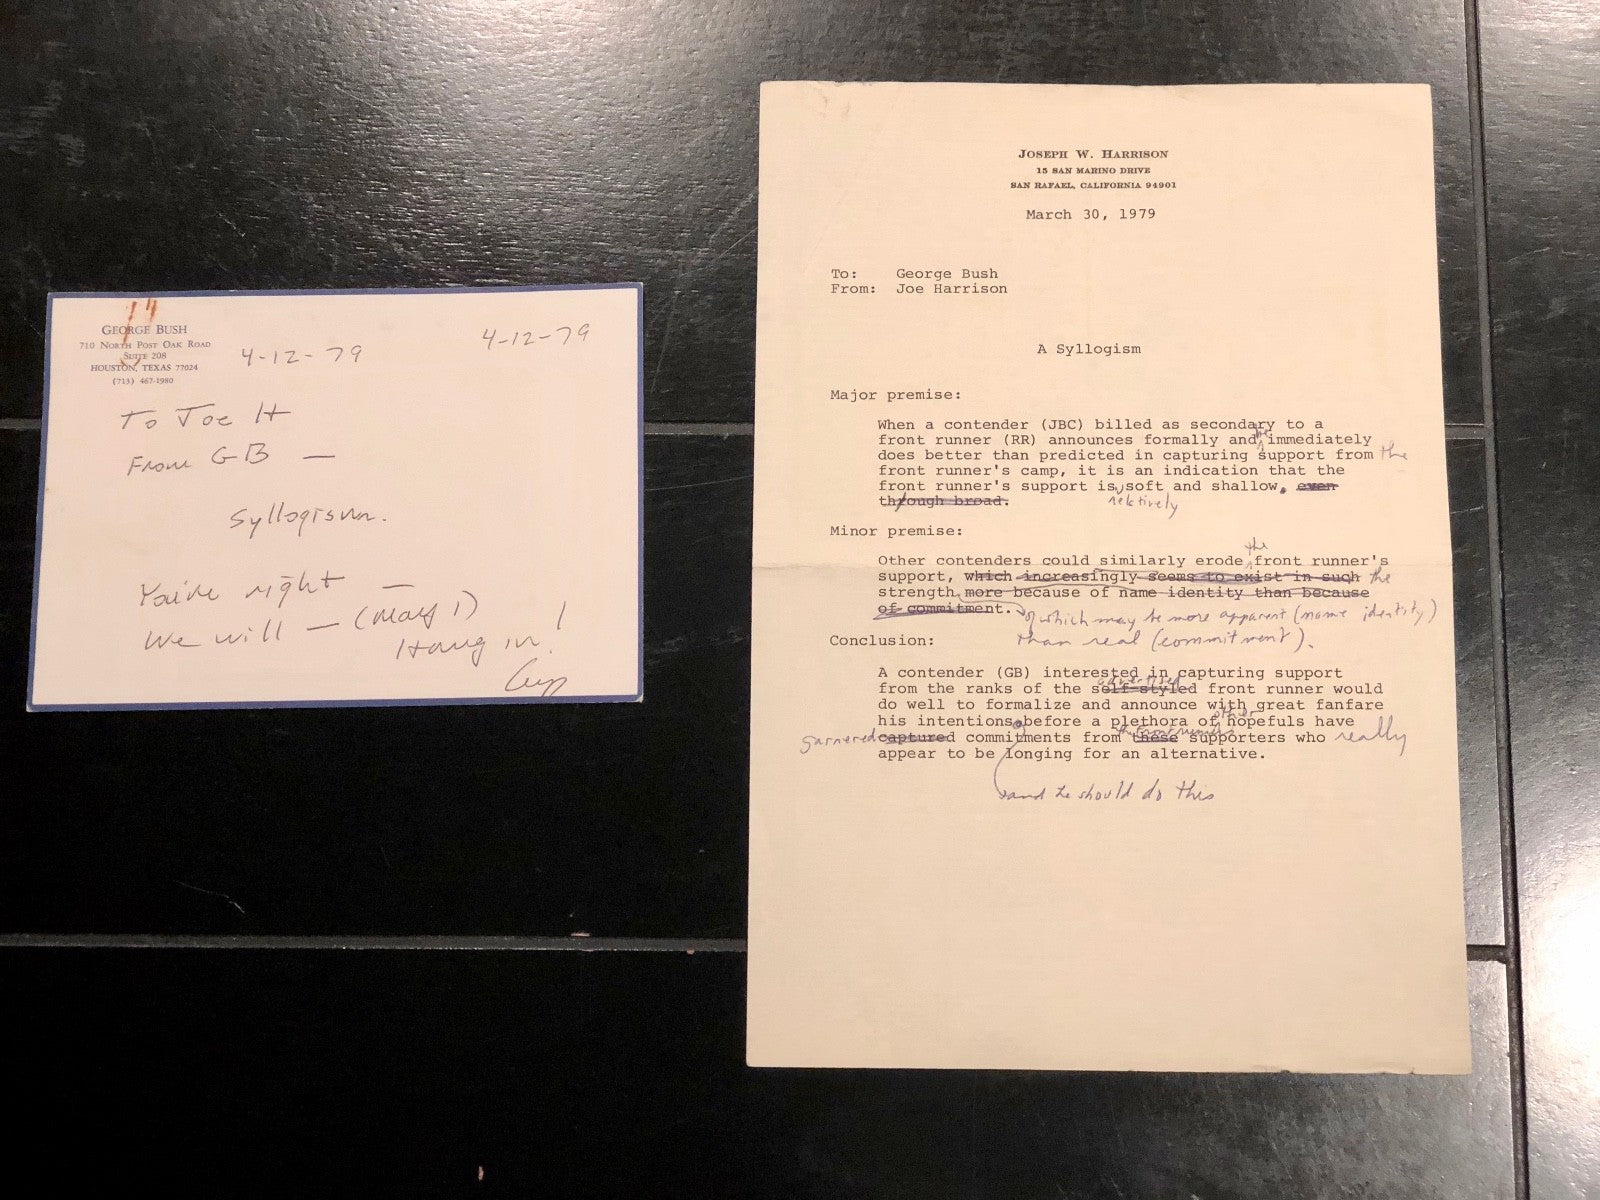 GEORGE BUSH
710 NORTH POST OAK ROAD
SUITE 208
HOUSTON, TEXAS 77024
(713) 467-1980
4-12-79
4-12-79
To Joe H
From GB —
Syllogism.
You're right —
We will — (May 1)
Hang in!
JOSEPH W. HARRISON
15 SAN MARINO DRIVE
SAN RAFAEL, CALIFORNIA 94901
March 30, 1979
To: George Bush
From: Joe Harrison
A Syllogism
Major premise:
When a contender (JBC) billed as secondary to a
front runner (RR) announces formally and he immediately
does better than predicted in capturing support from the
front runner's camp, it is an indication that the
front runner's support is relatively soft and shallow. even
through broad.
Minor premise:
Other contenders could similarly erode the front runner's
support, which increasingly seems to exist in such the
strength more because of name identity than because
of commitment. of which may be more apparent (name identity)
than real (commitment).
Conclusion:
A contender (GB) interested in capturing support
from the ranks of the self-styled advertised front runner would
do well to formalize and announce with great fanfare
his intentions before a plethora of other hopefuls have
garnered captured commitments from these the front runner's supporters who really
appear to be longing for an alternative.
and he should do this